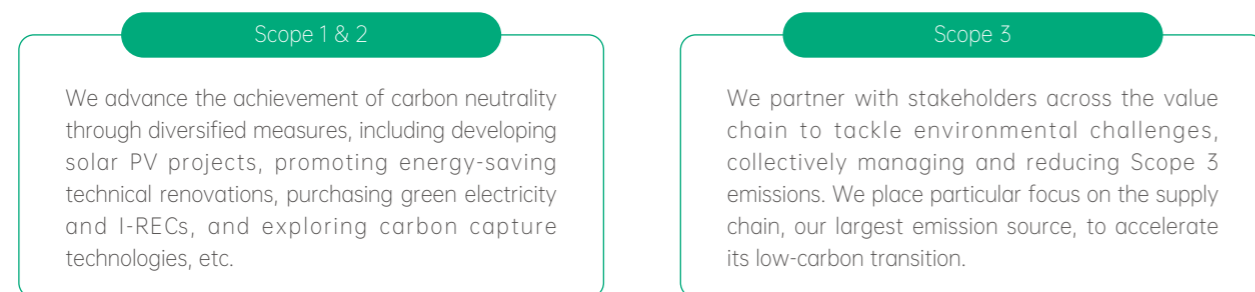 Scope 1 & 2
We advance the achievement of carbon neutrality
through diversified measures, including developing
solar PV projects, promoting energy-saving
technical renovations, purchasing green electricity
and I-RECs, and exploring carbon capture
technologies, etc.
Scope 3
We partner with stakeholders across the value
chain to tackle environmental challenges,
collectively managing and reducing Scope 3
emissions. We place particular focus on the supply
chain, our largest emission source, to accelerate
its low-carbon transition.